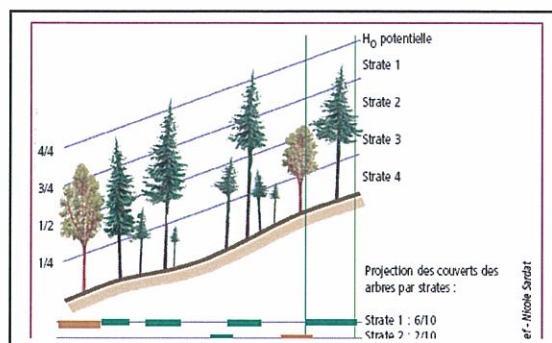 H₀ potentielle
Strate 1
Strate 2
4/4
Strate 3
3/4
Strate 4
1/2
1/4
Projection des couverts des
arbres par strates :
Strate 1 : 6/10
Strate 2 : 2/10
ef - Nicole Sardat